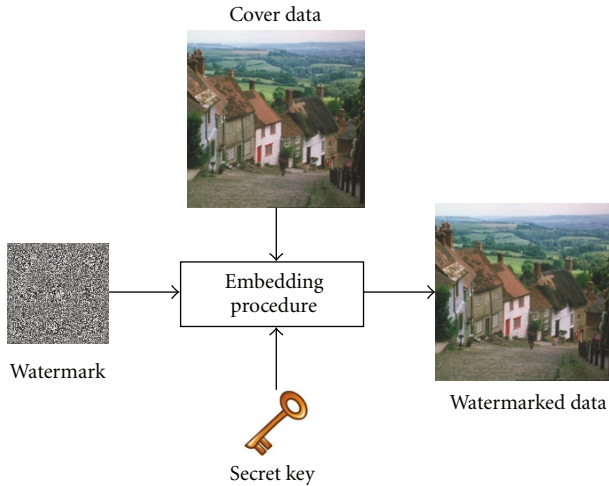 Cover data
Embedding
procedure
Watermark
Watermarked data
Secret key